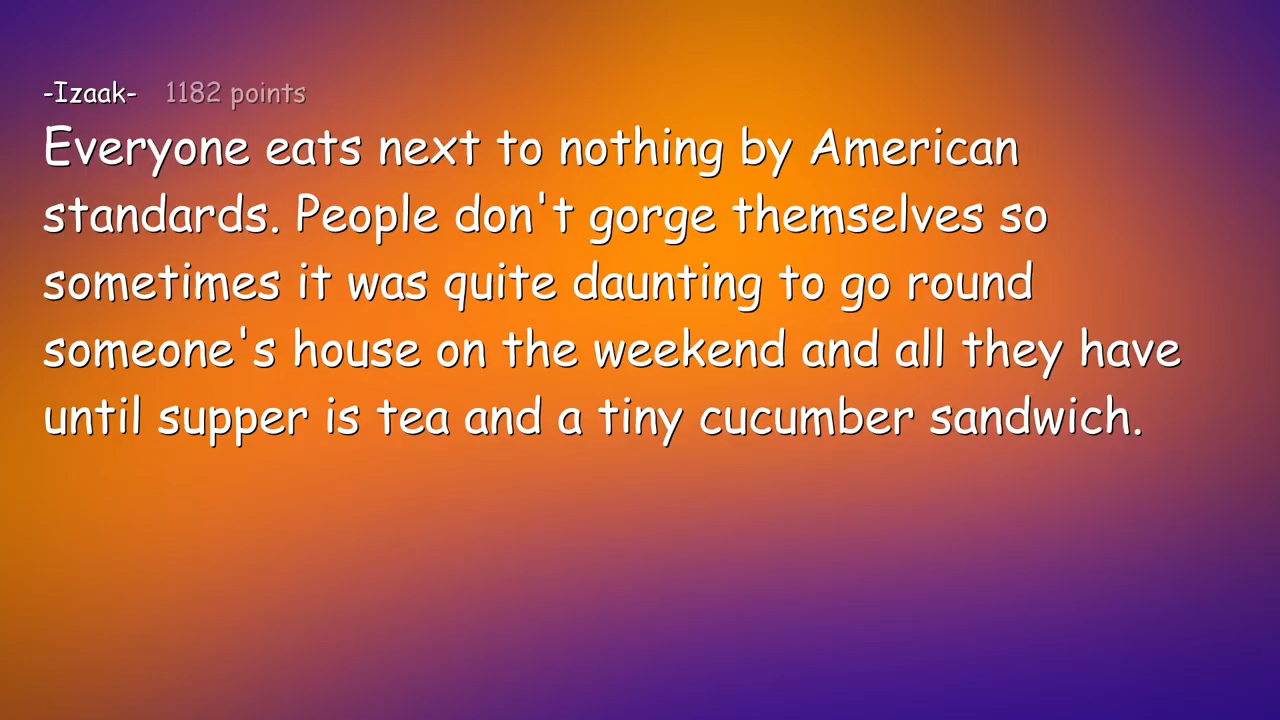 -Izaak- 1182 points
Everyone eats next to nothing by American
standards. People don't gorge themselves so
sometimes it was quite daunting to go round
someone's house on the weekend and all they have
until supper is tea and a tiny cucumber sandwich.